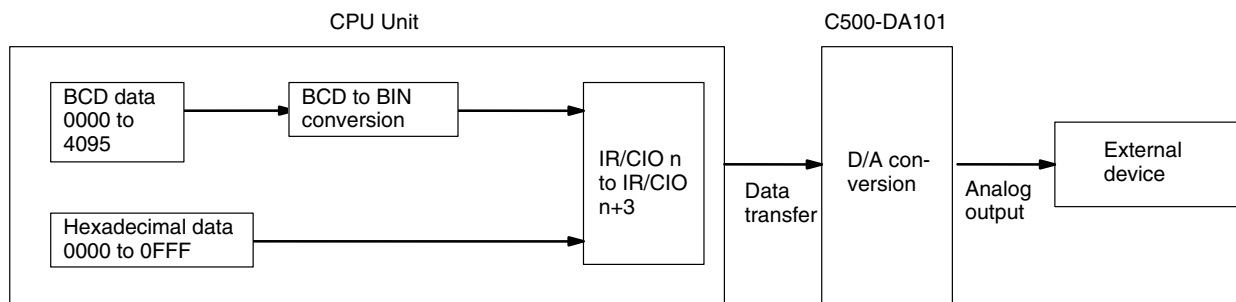 CPU Unit
C500-DA101
BCD data
0000 to
4095
BCD to BIN
conversion
Hexadecimal data
0000 to 0FFF
IR/CIO n
to IR/CIO
n+3
Data
transfer
D/A con-
version
Analog
output
External
device